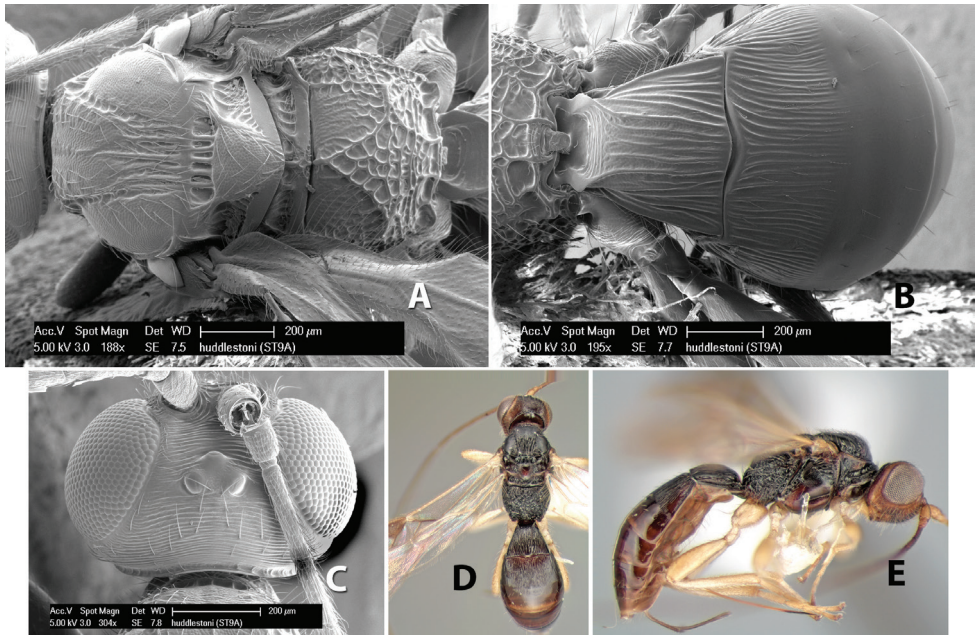 A
Acc.V Spot Magn Det WD 200 µm
5.00 kV 3.0 188x SE 7.5 huddlestoni (ST9A)
B
Acc.V Spot Magn Det WD 200 µm
5.00 kV 3.0 195x SE 7.7 huddlestoni (ST9A)
C
Acc.V Spot Magn Det WD 200 µm
5.00 kV 3.0 304x SE 7.8 huddlestoni (ST9A)
D
E